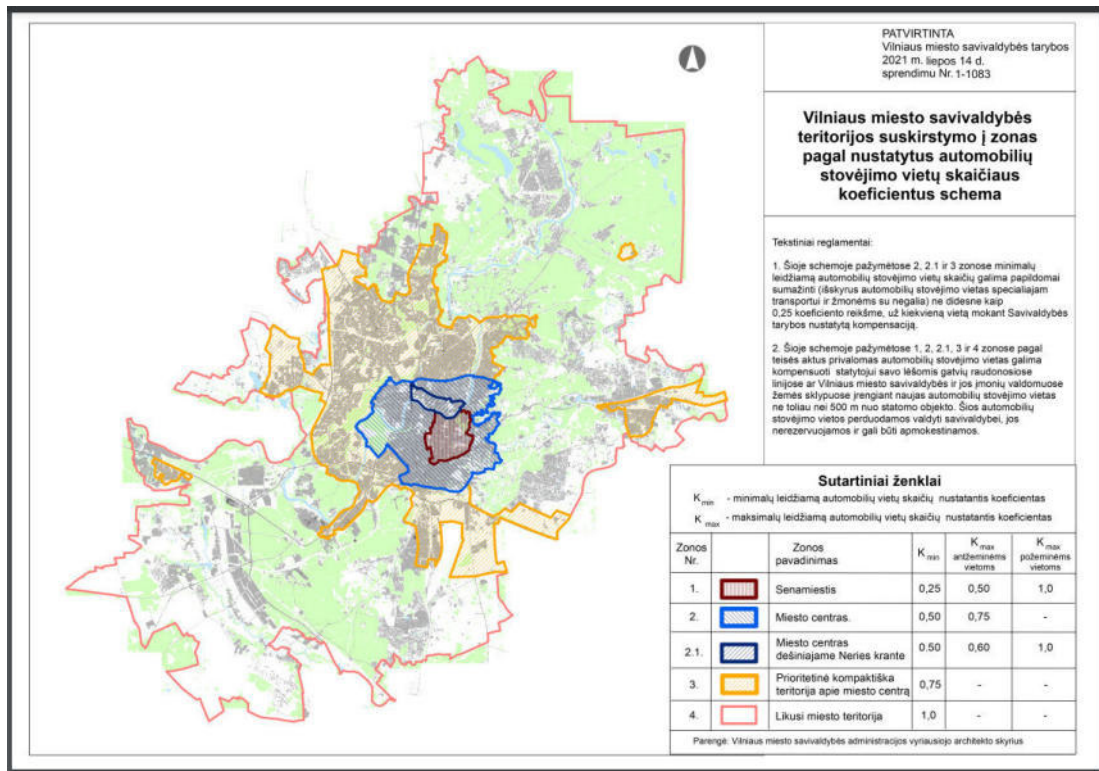 PATVIRTINTA
Vilniaus miesto savivaldybės tarybos
2021 m. liepos 14 d.
sprendimu Nr. 1-1083
Vilniaus miesto savivaldybės
teritorijos suskirstymo į zonas
pagal nustatytus automobilių
stovėjimo vietų skaičiaus
koeficientus schema
Tekstiniai reglamentai:
1. Šioje schemoje pažymėtose 2, 2.1 ir 3 zonose minimalų
leidžiamą automobilių stovėjimo vietų skaičių galima papildomai
sumažinti (išskyrus automobilių stovėjimo vietas specialiajam
transportui ir žmonėms su negalia) ne didesne kaip
0,25 koeficiento reikšme, už kiekvieną vietą mokant Savivaldybės
tarybos nustatytą kompensaciją.
2. Šioje schemoje pažymėtose 1, 2, 2.1, 3 ir 4 zonose pagal
teisės aktus privalomas automobilių stovėjimo vietas galima
kompensuoti statytojui savo lėšomis gatvių raudonosiose
linijose ar Vilniaus miesto savivaldybė ir jos įmonių valdomuose
žemės sklypuose įrengiant naujas automobilių stovėjimo vietas
ne toliau nei 500 m nuo statomo objekto. Šios automobilių
stovėjimo vietos perduodamos valdyti savivaldybei, jos
nerezervuojamos ir gali būti apmokestinamos.
Sutartiniai ženklai
K min - minimalų leidžiamą automobilių vietų skaičių nustatantis koeficientas
K max - maksimalų leidžiamą automobilių vietų skaičių nustatantis koeficientas
Zonos Nr. Zonos pavadinimas K min K max antžeminėms vietoms K max požeminėms vietoms
1. Senamiestis 0,25 0,50 1,0
2. Miesto centras. 0,50 0,75 -
2.1. Miesto centras dešiniajame Neries krante 0.50 0,60 1,0
3. Prioritetinė kompaktiška teritorija apie miesto centrą 0,75 - -
4. Likusi miesto teritorija 1,0 - -
Parengė: Vilniaus miesto savivaldybės administracijos vyriausiojo architekto skyrius